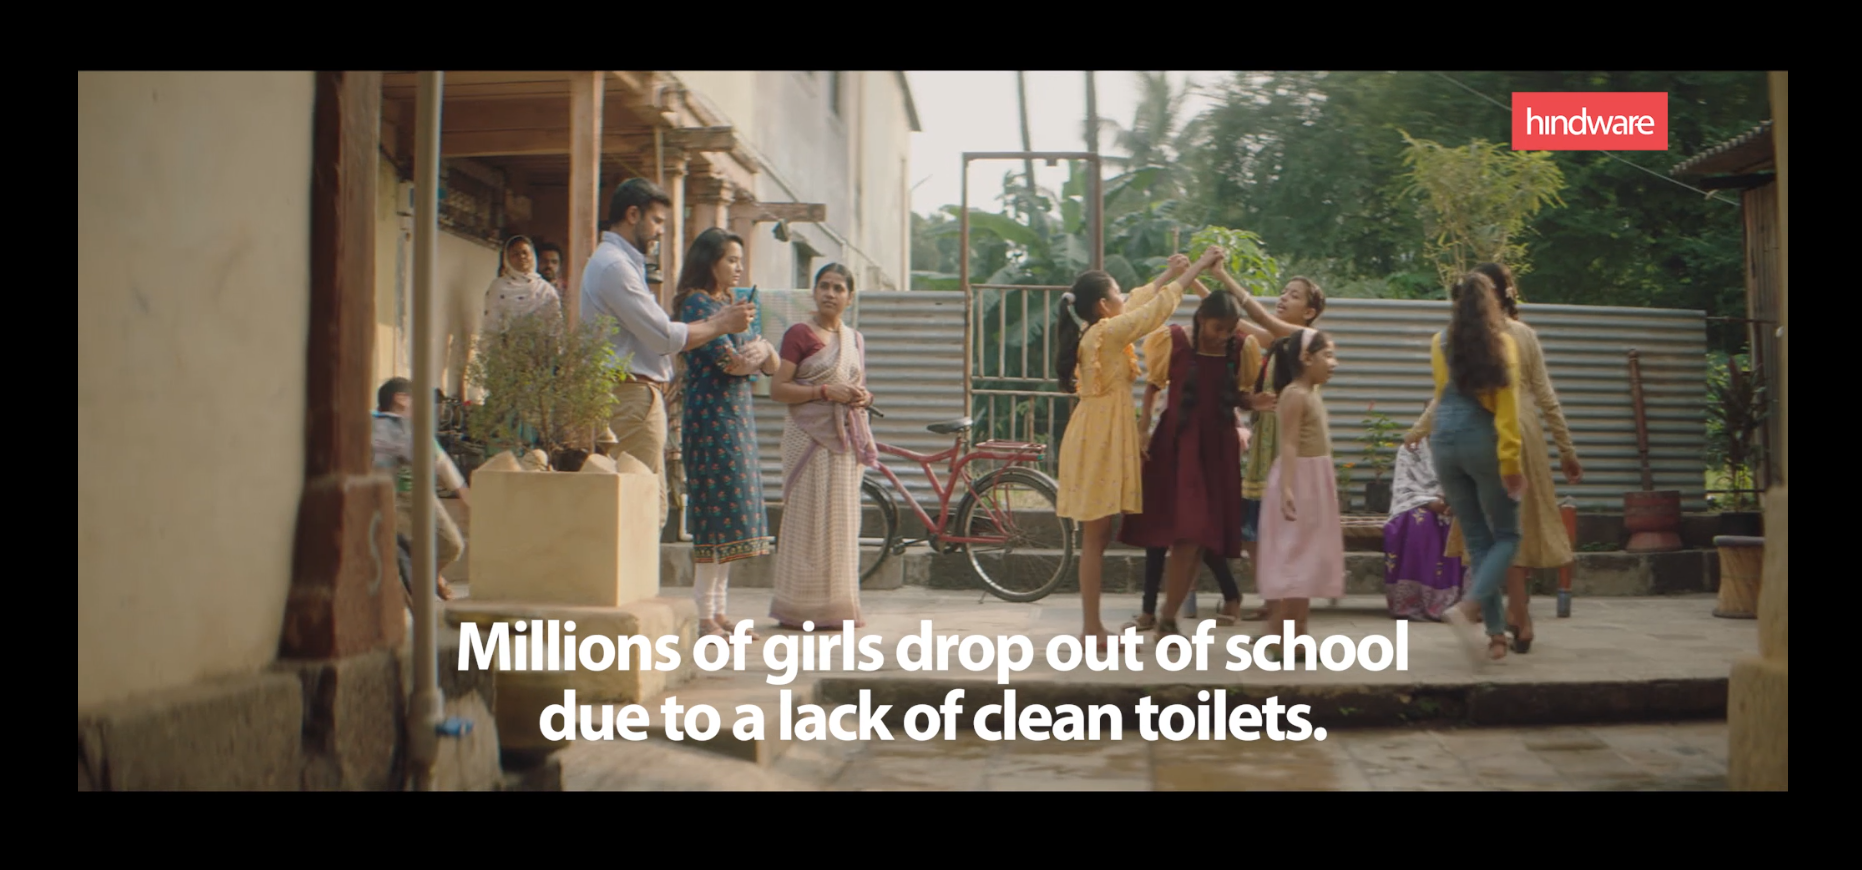 hindware
Millions of girls drop out of school
due to a lack of clean toilets.